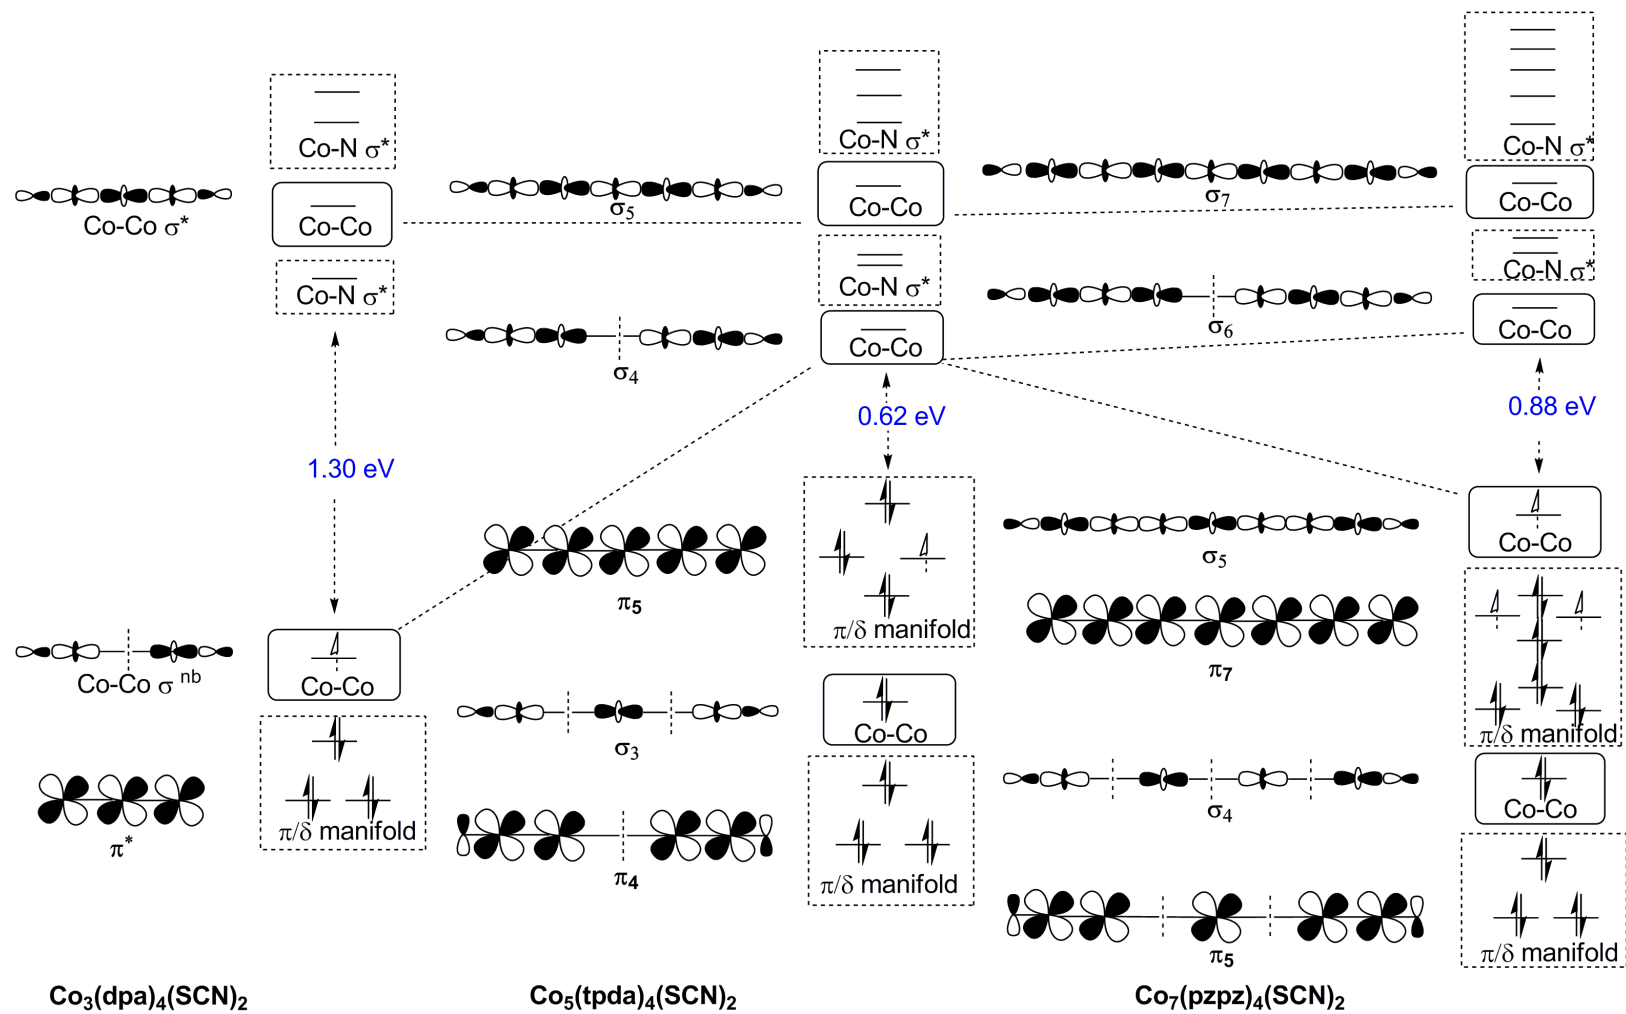 Co-N σ*
Co-Co σ*
Co-Co
Co-N σ*
1.30 eV
Co-Co σ nb
Co-Co
π*
π/δ manifold
Co3(dpa)4(SCN)2
σ5
σ4
π5
σ3
π4
Co-N σ*
Co-Co
Co-N σ*
Co-Co
0.62 eV
π/δ manifold
Co-Co
π/δ manifold
Co5(tpda)4(SCN)2
σ7
σ6
σ5
π7
σ4
π5
Co-N σ*
Co-Co
Co-N σ*
Co-Co
0.88 eV
Co-Co
π/δ manifold
Co-Co
π/δ manifold
Co7(pzpz)4(SCN)2